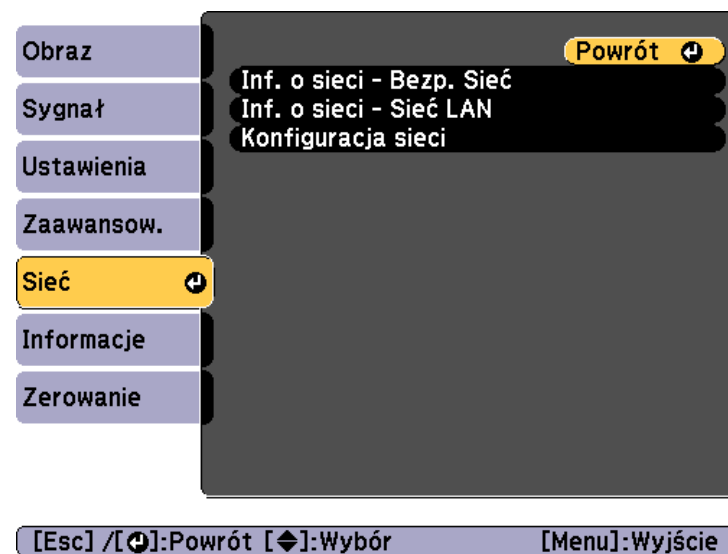 Obraz
Sygnał
Ustawienia
Zaawansow.
Sieć
Informacje
Zerowanie
Powrót
Inf. o sieci - Bezp. Sieć
Inf. o sieci - Sieć LAN
Konfiguracja sieci
[Esc] /[⏎]:Powrót [◆]:Wybór [Menu]:Wyjście